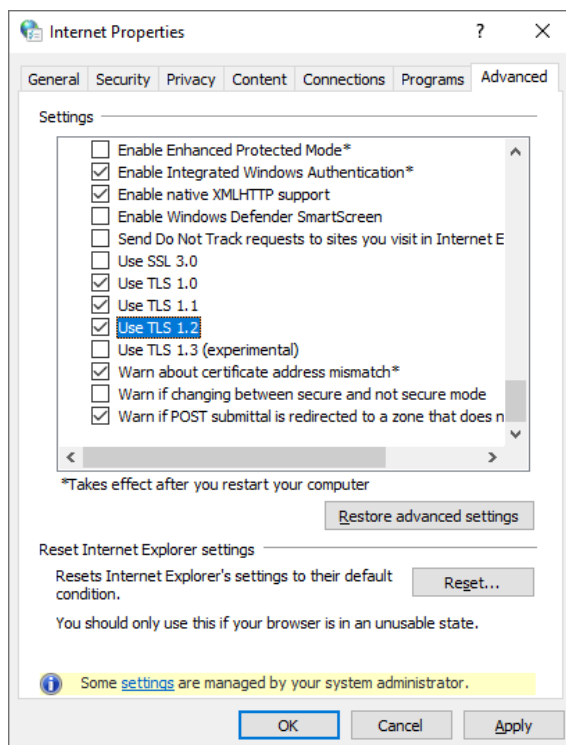 Internet Properties
?
General Security Privacy Content Connections Programs Advanced
Settings
Enable Enhanced Protected Mode*
Enable Integrated Windows Authentication*
Enable native XMLHTTP support
Enable Windows Defender SmartScreen
Send Do Not Track requests to sites you visit in Internet E
Use SSL 3.0
Use TLS 1.0
Use TLS 1.1
Use TLS 1.2
Use TLS 1.3 (experimental)
Warn about certificate address mismatch*
Warn if changing between secure and not secure mode
Warn if POST submittal is redirected to a zone that does n
*Takes effect after you restart your computer
Restore advanced settings
Reset Internet Explorer settings
Resets Internet Explorer's settings to their default
condition.
Reset...
You should only use this if your browser is in an unusable state.
Some settings are managed by your system administrator.
OK Cancel Apply